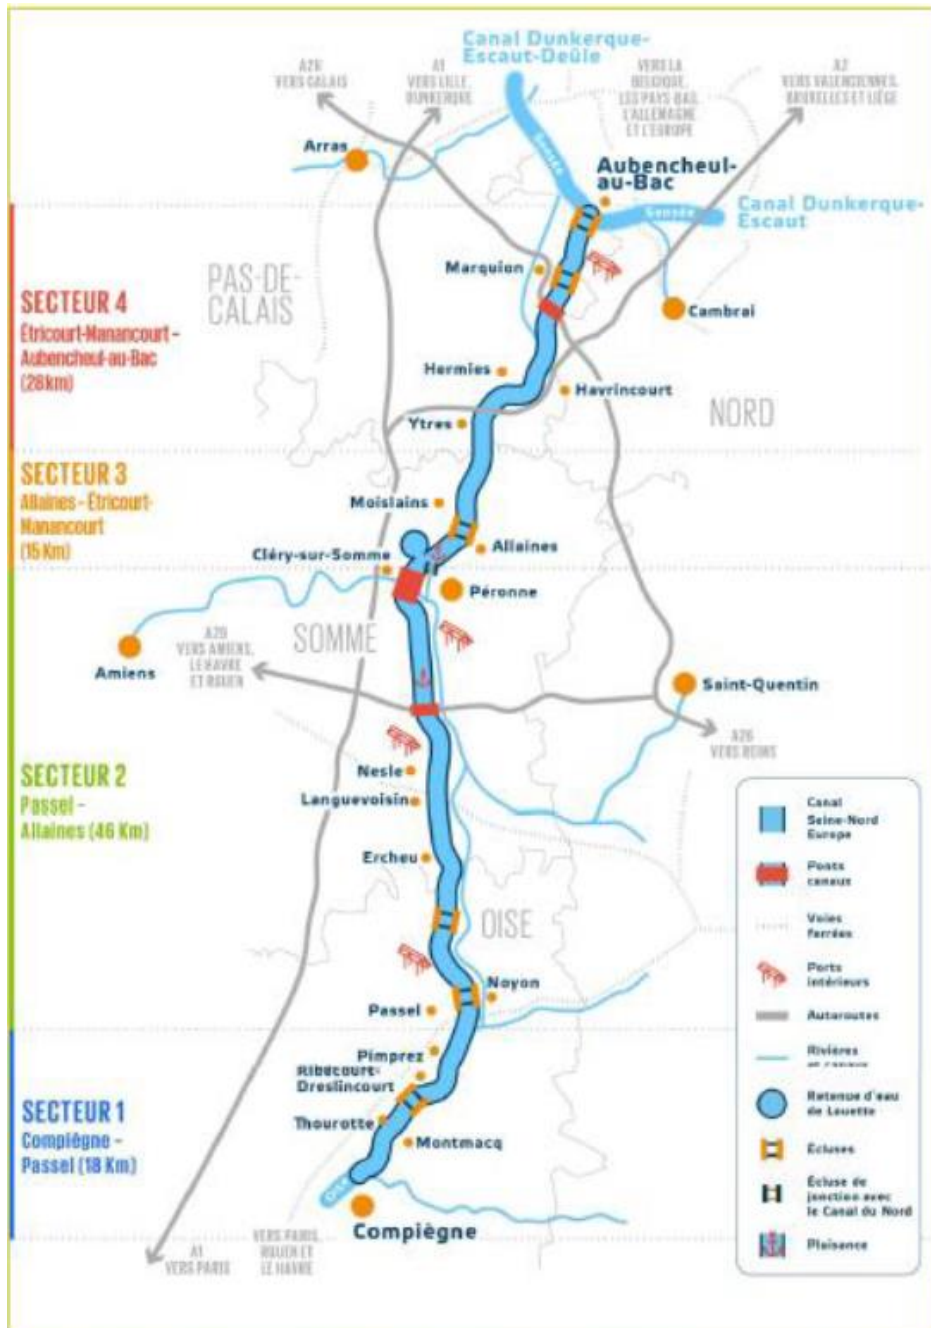 Canal Dunkerque-
Escaut-Deûle
A26
VERS CALAIS
A1
VERS LILLE,
DUNKERQUE
VERS LA
BELGIQUE,
LES PAYS-BAS,
L'ALLEMAGNE
ET L'EUROPE
A2
VERS VALENCIENNES,
BRUXELLES ET LIÉGE
Arras
Sensée
Aubencheul-
au-Bac
Sensée
Canal Dunkerque-
Escaut
PAS-DE-
CALAIS
Marquion
Cambrai
SECTEUR 4
Étricourt-Manancourt –
Aubencheul-au-Bac
(28km)
Hermies
Havrincourt
NORD
Ytres
SECTEUR 3
Allaines – Étricourt-
Manancourt
(15 Km)
Moislains
Allaines
Cléry-sur-Somme
Péronne
SOMME
Amiens
A29
VERS AMIENS,
LE HAVRE
ET ROUEN
Saint-Quentin
A26
VERS REIMS
SECTEUR 2
Passel –
Allaines (46 Km)
Nesle
Languevoisin
Ercheu
OISE
Noyon
Passel
SECTEUR 1
Compiègne –
Passel (18 Km)
Pimprez
Ribécourt-
Dreslincourt
Thourotte
Montmacq
Oise
Compiègne
A1
VERS PARIS
VERS PARIS,
ROUEN ET
LE HAVRE
Canal
Seine-Nord
Europe
Ponts
canaux
Voies
ferrées
Ports
intérieurs
Autoroutes
Rivières
et canaux
Retenue d'eau
de Louette
Écluses
Écluse de
jonction avec
le Canal du Nord
Plaisance